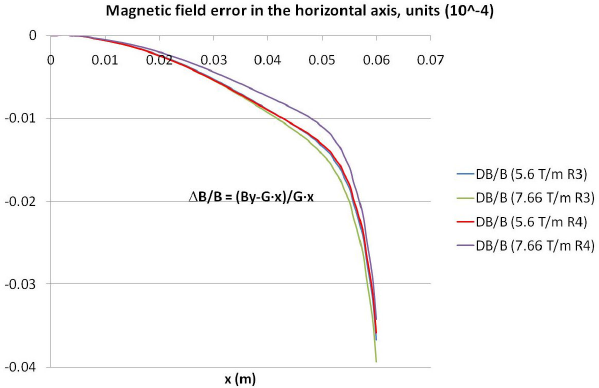 Magnetic field error in the horizontal axis, units (10^-4)
0
0 0.01 0.02 0.03 0.04 0.05 0.06 0.07
-0.01
-0.02
-0.03
-0.04
ΔB/B = (By-G·x)/G·x
DB/B (5.6 T/m R3)
DB/B (7.66 T/m R3)
DB/B (5.6 T/m R4)
DB/B (7.66 T/m R4)
x (m)